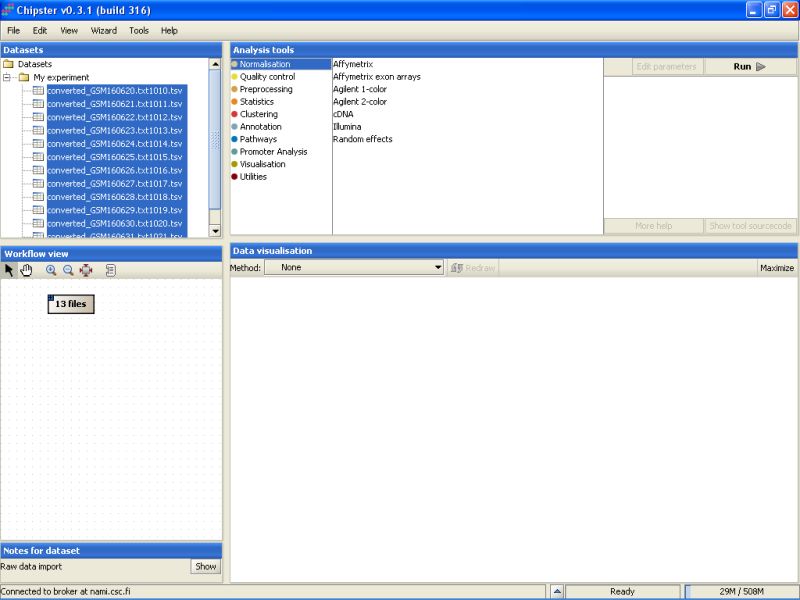 Chipster v0.3.1 (build 316)
File Edit View Wizard Tools Help
Datasets
Datasets
My experiment
converted_GSM160620.txt1010.tsv
converted_GSM160621.txt1011.tsv
converted_GSM160622.txt1012.tsv
converted_GSM160623.txt1013.tsv
converted_GSM160624.txt1014.tsv
converted_GSM160625.txt1015.tsv
converted_GSM160626.txt1016.tsv
converted_GSM160627.txt1017.tsv
converted_GSM160628.txt1018.tsv
converted_GSM160629.txt1019.tsv
converted_GSM160630.txt1020.tsv
converted_GSM160631.txt1021.tsv
Analysis tools
Normalisation
Quality control
Preprocessing
Statistics
Clustering
Annotation
Pathways
Promoter Analysis
Visualisation
Utilities
Affymetrix
Affymetrix exon arrays
Agilent 1-color
Agilent 2-color
cDNA
Illumina
Random effects
Edit parameters
Run
More help
Show tool sourcecode
Workflow view
13 files
Data visualisation
Method: None Redraw Maximize
Notes for dataset
Raw data import Show
Connected to broker at nami.csc.fi Ready 29M / 508M